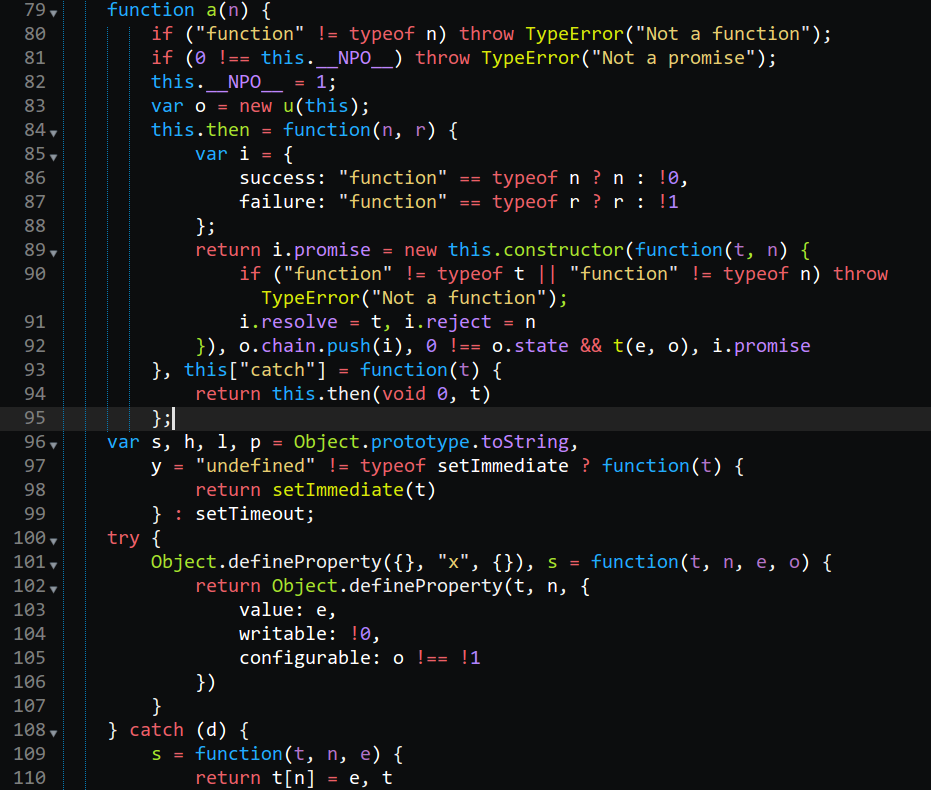 79 function a(n) {
80 if ("function" != typeof n) throw TypeError("Not a function");
81 if (0 !== this.__NPO__) throw TypeError("Not a promise");
82 this.__NPO__ = 1;
83 var o = new u(this);
84 this.then = function(n, r) {
85 var i = {
86 success: "function" == typeof n ? n : !0,
87 failure: "function" == typeof r ? r : !1
88 };
89 return i.promise = new this.constructor(function(t, n) {
90 if ("function" != typeof t || "function" != typeof n) throw
TypeError("Not a function");
91 i.resolve = t, i.reject = n
92 }), o.chain.push(i), 0 !== o.state && t(e, o), i.promise
93 }, this["catch"] = function(t) {
94 return this.then(void 0, t)
95 };
96 var s, h, l, p = Object.prototype.toString,
97 y = "undefined" != typeof setImmediate ? function(t) {
98 return setImmediate(t)
99 } : setTimeout;
100 try {
101 Object.defineProperty({}, "x", {}), s = function(t, n, e, o) {
102 return Object.defineProperty(t, n, {
103 value: e,
104 writable: !0,
105 configurable: o !== !1
106 })
107 }
108 } catch (d) {
109 s = function(t, n, e) {
110 return t[n] = e, t